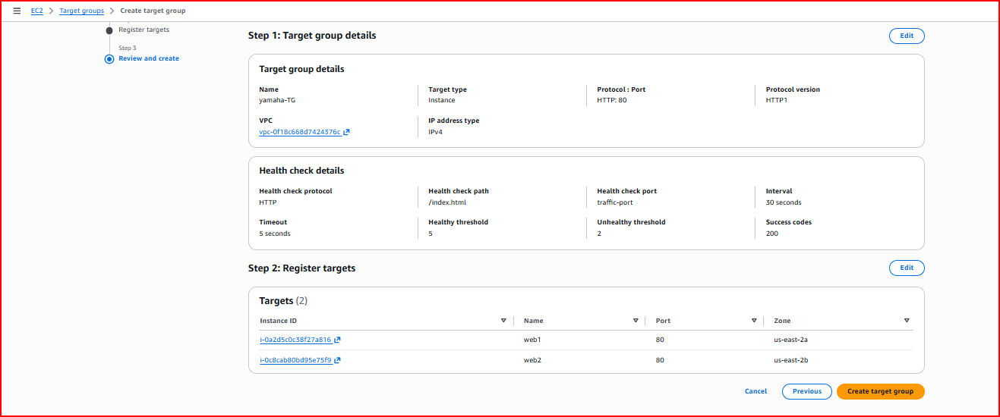 EC2 > Target groups > Create target group
Register targets
Step 3
Review and create
Step 1: Target group details
Edit
Target group details
Name Target type Protocol : Port Protocol version
yamaha-TG Instance HTTP: 80 HTTP1
VPC IP address type
vpc-0f18c668d7424376c IPv4
Health check details
Health check protocol Health check path Health check port Interval
HTTP /index.html traffic-port 30 seconds
Timeout Healthy threshold Unhealthy threshold Success codes
5 seconds 5 2 200
Step 2: Register targets
Edit
Targets (2)
Instance ID Name Port Zone
i-0a2d5c0c38f27a816 web1 80 us-east-2a
i-0c8cab80bd95e75f9 web2 80 us-east-2b
Cancel Previous Create target group